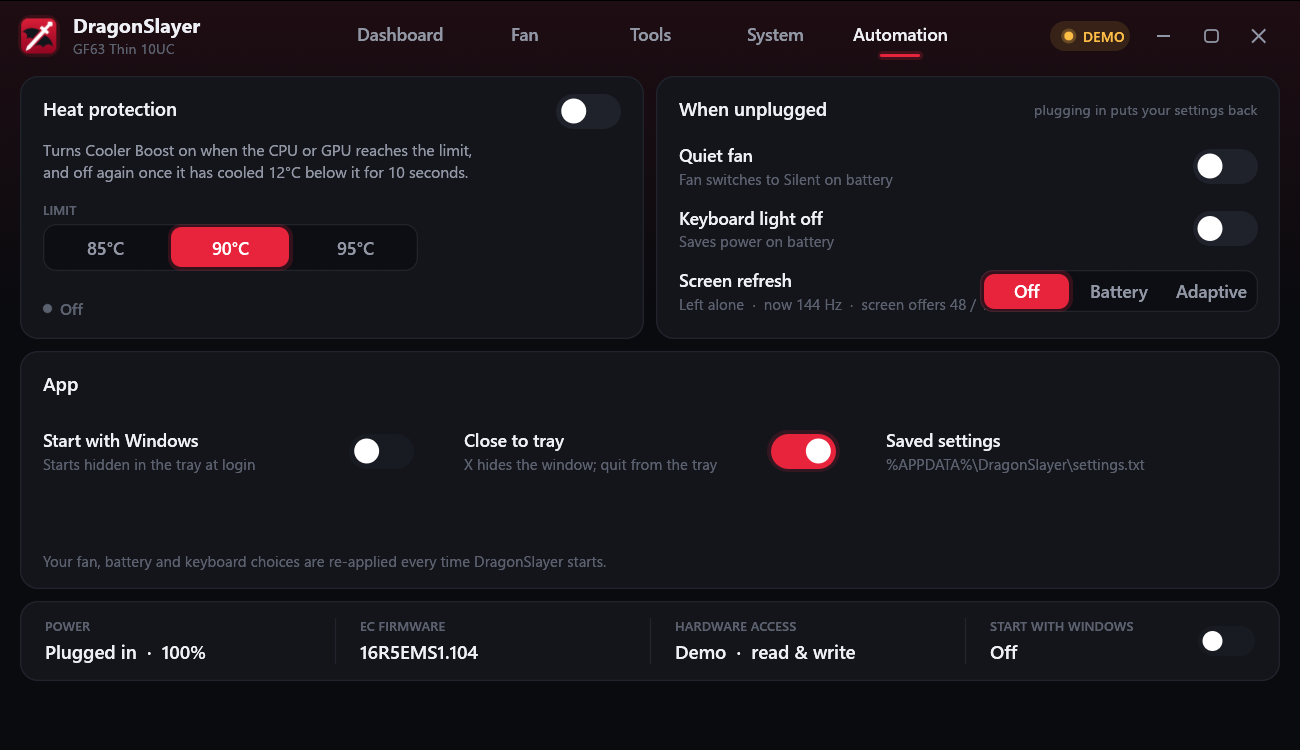 DragonSlayer
GF63 Thin 10UC
Dashboard
Fan
Tools
System
Automation
DEMO
Heat protection
Turns Cooler Boost on when the CPU or GPU reaches the limit,
and off again once it has cooled 12°C below it for 10 seconds.
LIMIT
85°C
90°C
95°C
Off
When unplugged
plugging in puts your settings back
Quiet fan
Fan switches to Silent on battery
Keyboard light off
Saves power on battery
Screen refresh
Left alone · now 144 Hz · screen offers 48 /
Off
Battery
Adaptive
App
Start with Windows
Starts hidden in the tray at login
Close to tray
X hides the window; quit from the tray
Saved settings
%APPDATA%\DragonSlayer\settings.txt
Your fan, battery and keyboard choices are re-applied every time DragonSlayer starts.
POWER
Plugged in · 100%
EC FIRMWARE
16R5EMS1.104
HARDWARE ACCESS
Demo · read & write
START WITH WINDOWS
Off